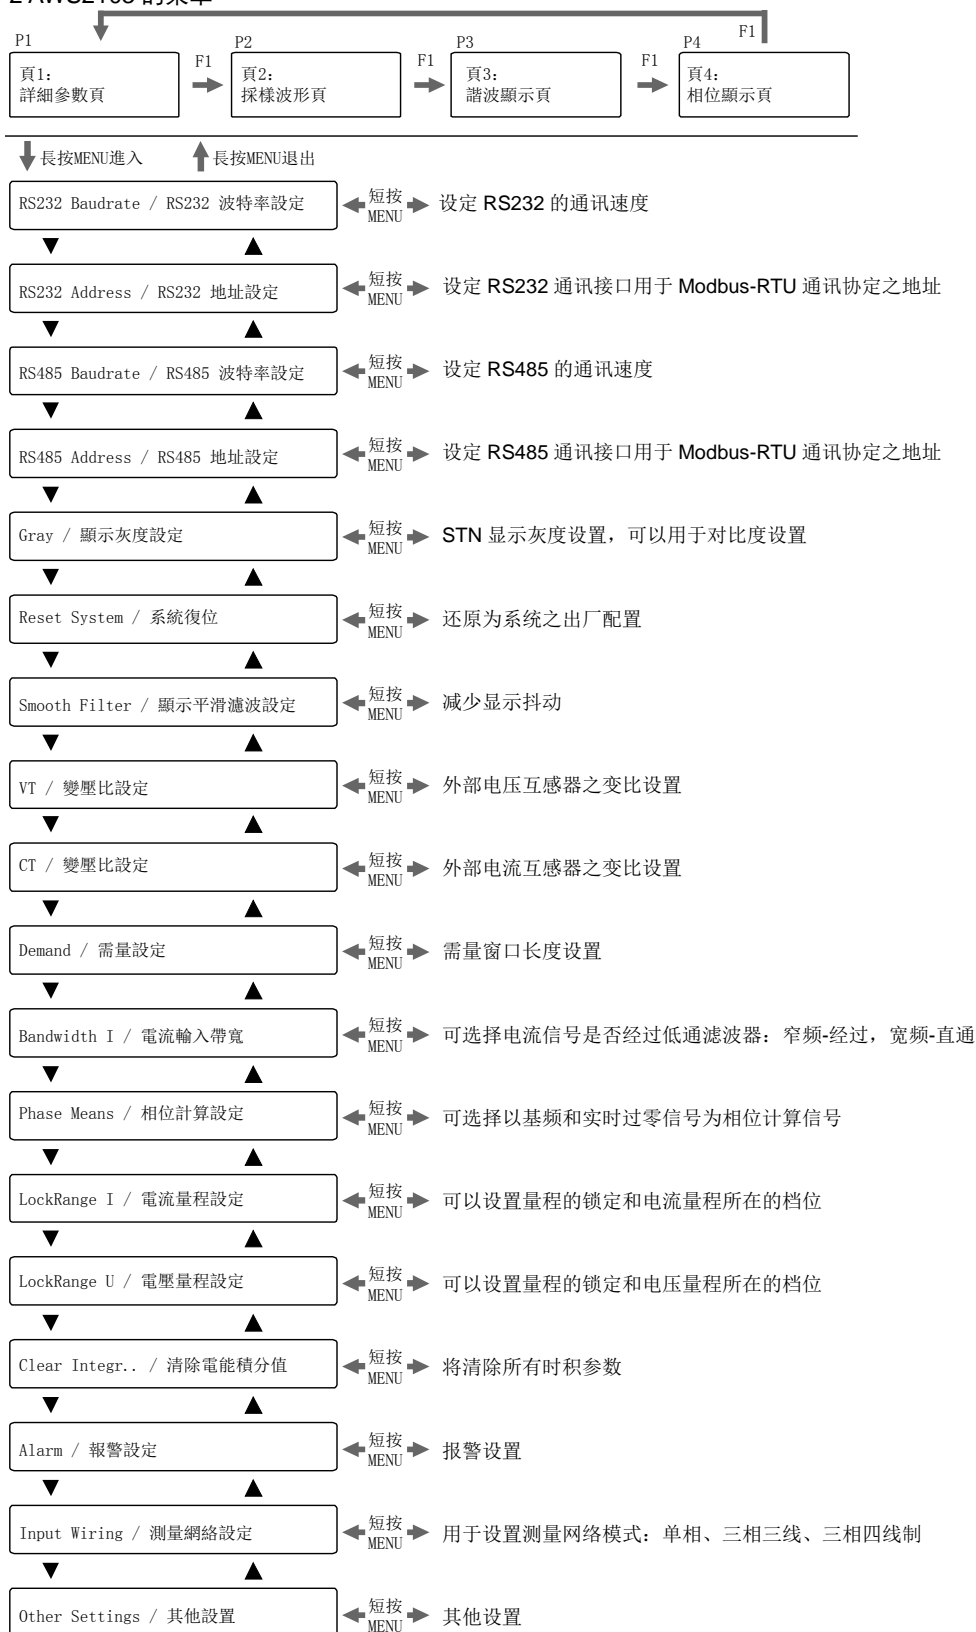 2 AWS2103 的菜单
P1
P2
P3
P4
F1
頁1:
詳細參數頁
F1
頁2:
採樣波形頁
F1
頁3:
諧波顯示頁
F1
頁4:
相位顯示頁
長按MENU進入
長按MENU退出
RS232 Baudrate / RS232 波特率設定
短按
MENU
设定 RS232 的通讯速度
RS232 Address / RS232 地址設定
短按
MENU
设定 RS232 通讯接口用于 Modbus-RTU 通讯协定之地址
RS485 Baudrate / RS485 波特率設定
短按
MENU
设定 RS485 的通讯速度
RS485 Address / RS485 地址設定
短按
MENU
设定 RS485 通讯接口用于 Modbus-RTU 通讯协定之地址
Gray / 顯示灰度設定
短按
MENU
STN 显示灰度设置，可以用于对比度设置
Reset System / 系統復位
短按
MENU
还原为系统之出厂配置
Smooth Filter / 顯示平滑濾波設定
短按
MENU
减少显示抖动
VT / 變壓比設定
短按
MENU
外部电压互感器之变比设置
CT / 變壓比設定
短按
MENU
外部电流互感器之变比设置
Demand / 需量設定
短按
MENU
需量窗口长度设置
Bandwidth I / 電流輸入帶寬
短按
MENU
可选择电流信号是否经过低通滤波器：窄频-经过，宽频-直通
Phase Means / 相位計算設定
短按
MENU
可选择以基频和实时过零信号为相位计算信号
LockRange I / 電流量程設定
短按
MENU
可以设置量程的锁定和电流量程所在的档位
LockRange U / 電壓量程設定
短按
MENU
可以设置量程的锁定和电压量程所在的档位
Clear Integr.. / 清除電能積分值
短按
MENU
将清除所有时积参数
Alarm / 報警設定
短按
MENU
报警设置
Input Wiring / 測量網絡設定
短按
MENU
用于设置测量网络模式：单相、三相三线、三相四线制
Other Settings / 其他設置
短按
MENU
其他设置